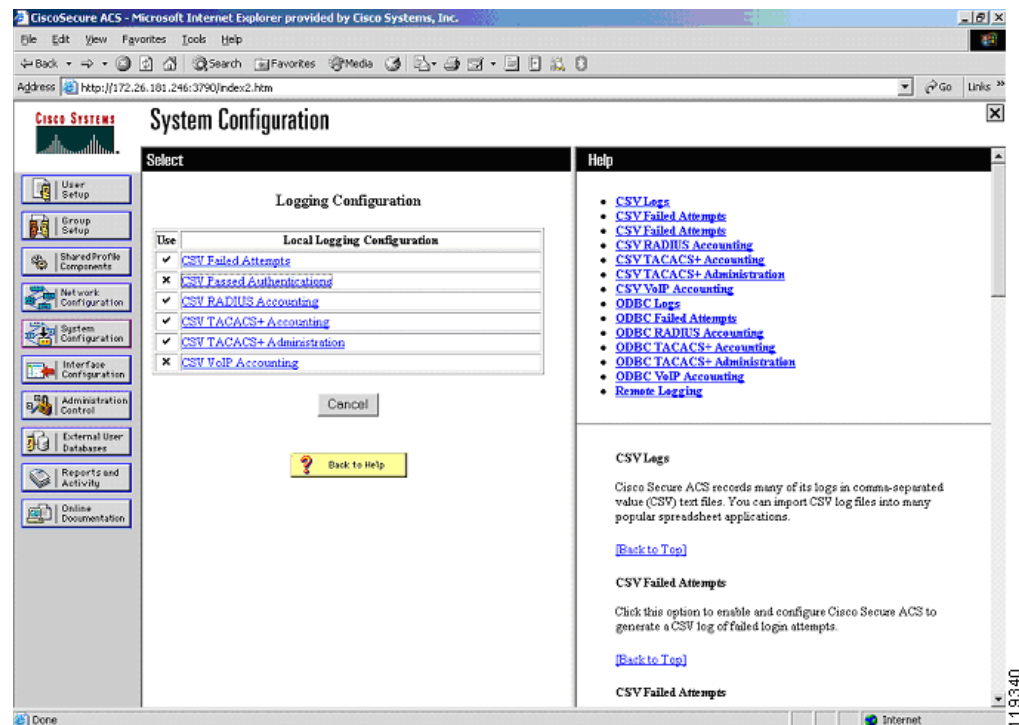 CiscoSecure ACS - Microsoft Internet Explorer provided by Cisco Systems, Inc.
File Edit View Favorites Tools Help
Back Search Favorites Media
Address http://172.26.181.246:3790/index2.htm Go Links »
CISCO SYSTEMS
System Configuration
Select
User Setup
Group Setup
Shared Profile Components
Network Configuration
System Configuration
Interface Configuration
Administration Control
External User Databases
Reports and Activity
Online Documentation
Logging Configuration
Use Local Logging Configuration
CSV Failed Attempts
CSV Passed Authentications
CSV RADIUS Accounting
CSV TACACS+ Accounting
CSV TACACS+ Administration
CSV VoIP Accounting
Cancel
? Back to Help
Help
CSV Logs
CSV Failed Attempts
CSV Failed Attempts
CSV RADIUS Accounting
CSV TACACS+ Accounting
CSV TACACS+ Administration
CSV VoIP Accounting
ODBC Logs
ODBC Failed Attempts
ODBC RADIUS Accounting
ODBC TACACS+ Accounting
ODBC TACACS+ Administration
ODBC VoIP Accounting
Remote Logging
CSV Logs
Cisco Secure ACS records many of its logs in comma-separated
value (CSV) text files. You can import CSV log files into many
popular spreadsheet applications.
[Back to Top]
CSV Failed Attempts
Click this option to enable and configure Cisco Secure ACS to
generate a CSV log of failed login attempts.
[Back to Top]
CSV Failed Attempts
Done
Internet
119340